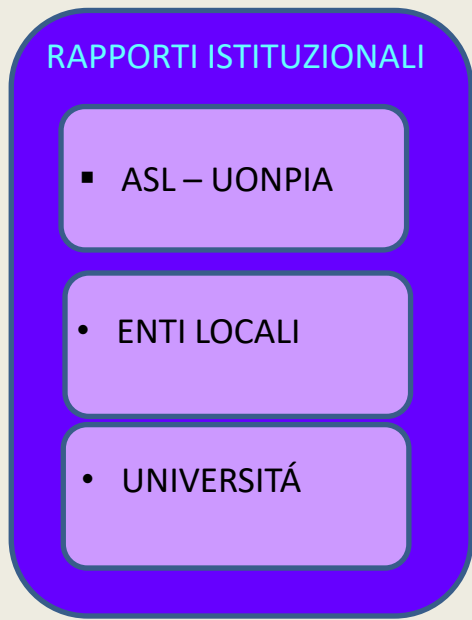 RAPPORTI ISTITUZIONALI
▪ ASL – UONPIA
• ENTI LOCALI
• UNIVERSITÁ